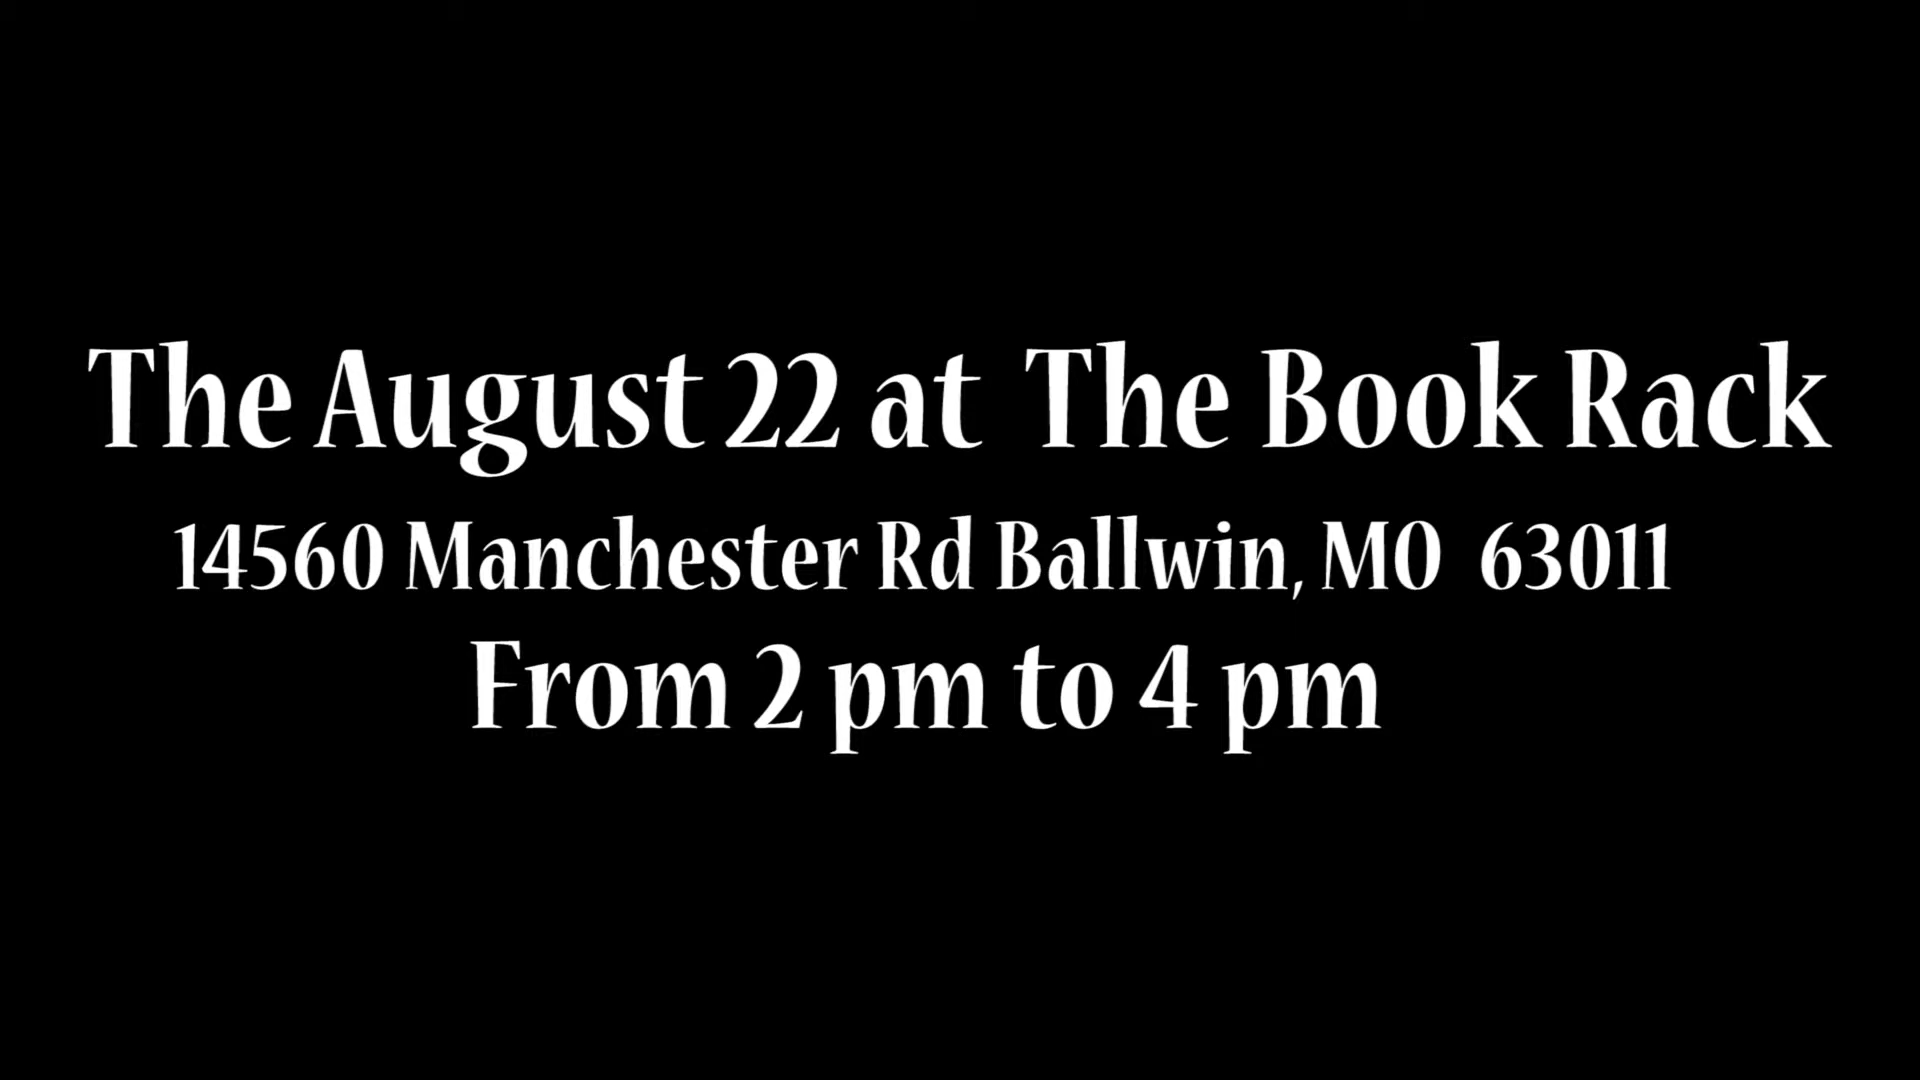 The August 22 at The Book Rack
14560 Manchester Rd Ballwin, MO 63011
From 2 pm to 4 pm